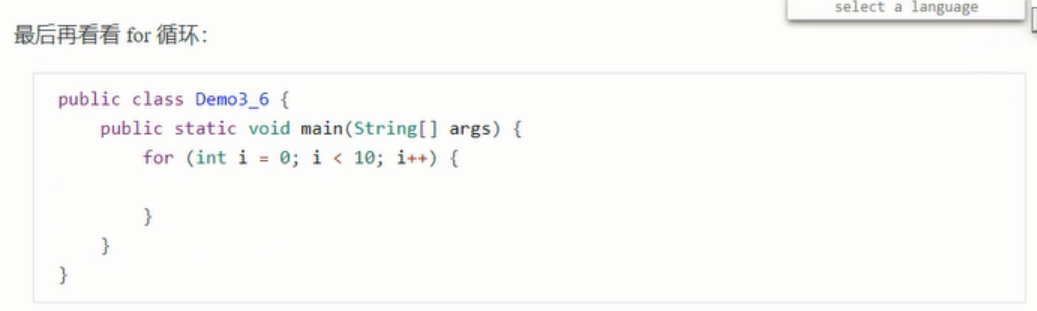 select a language
最后再看看 for 循环：
public class Demo3_6 {
    public static void main(String[] args) {
        for (int i = 0; i < 10; i++) {
        }
    }
}